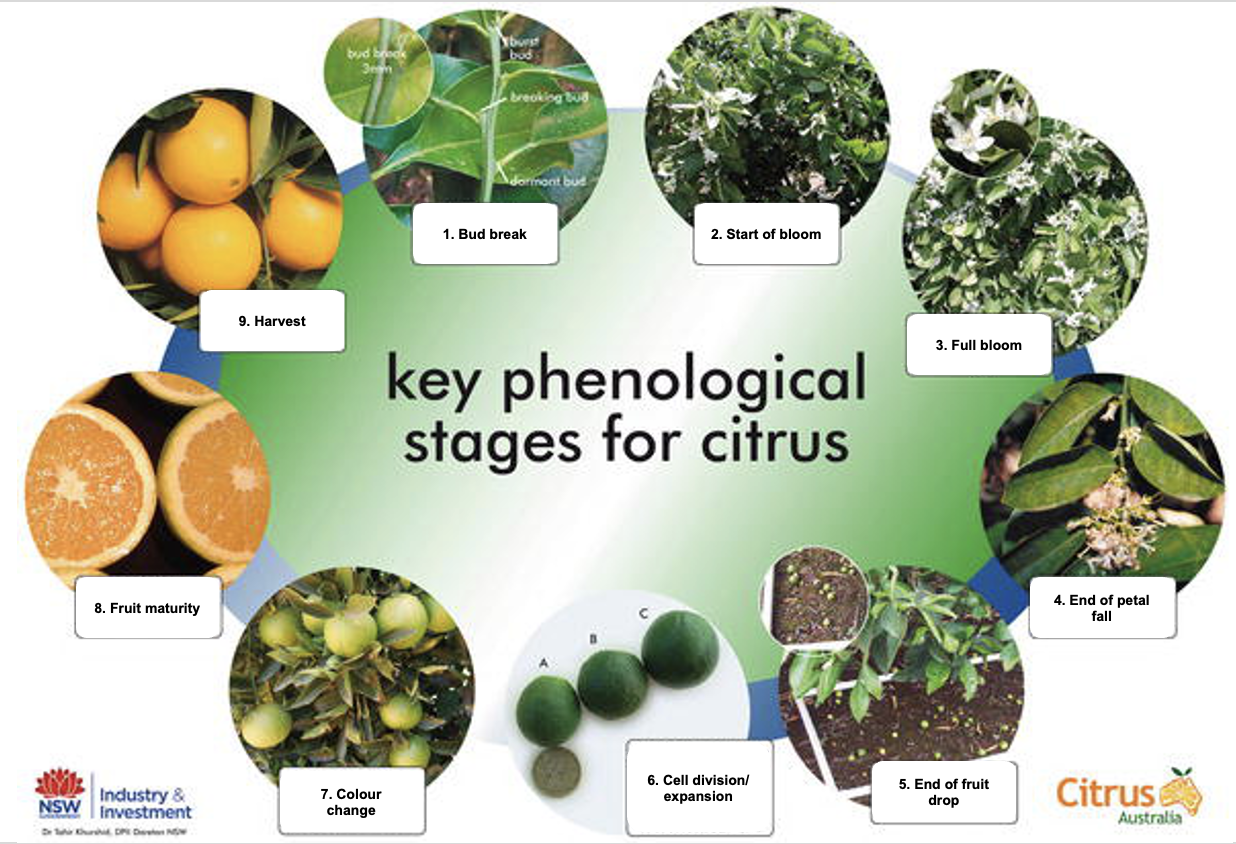 bud break
3mm
burst
bud
breaking bud
dormant bud
1. Bud break
2. Start of bloom
3. Full bloom
4. End of petal
fall
5. End of fruit
drop
6. Cell division/
expansion
A
B
C
7. Colour
change
8. Fruit maturity
9. Harvest
key phenological
stages for citrus
NSW
Industry &
Investment
Dr Tahir Khurshid, DPI Dareton NSW
Citrus
Australia